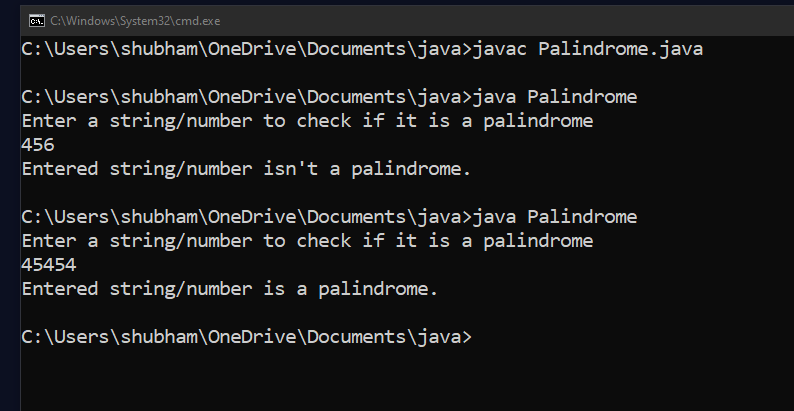 C:\Windows\System32\cmd.exe
C:\Users\shubham\OneDrive\Documents\java>javac Palindrome.java
C:\Users\shubham\OneDrive\Documents\java>java Palindrome
Enter a string/number to check if it is a palindrome
456
Entered string/number isn't a palindrome.
C:\Users\shubham\OneDrive\Documents\java>java Palindrome
Enter a string/number to check if it is a palindrome
45454
Entered string/number is a palindrome.
C:\Users\shubham\OneDrive\Documents\java>